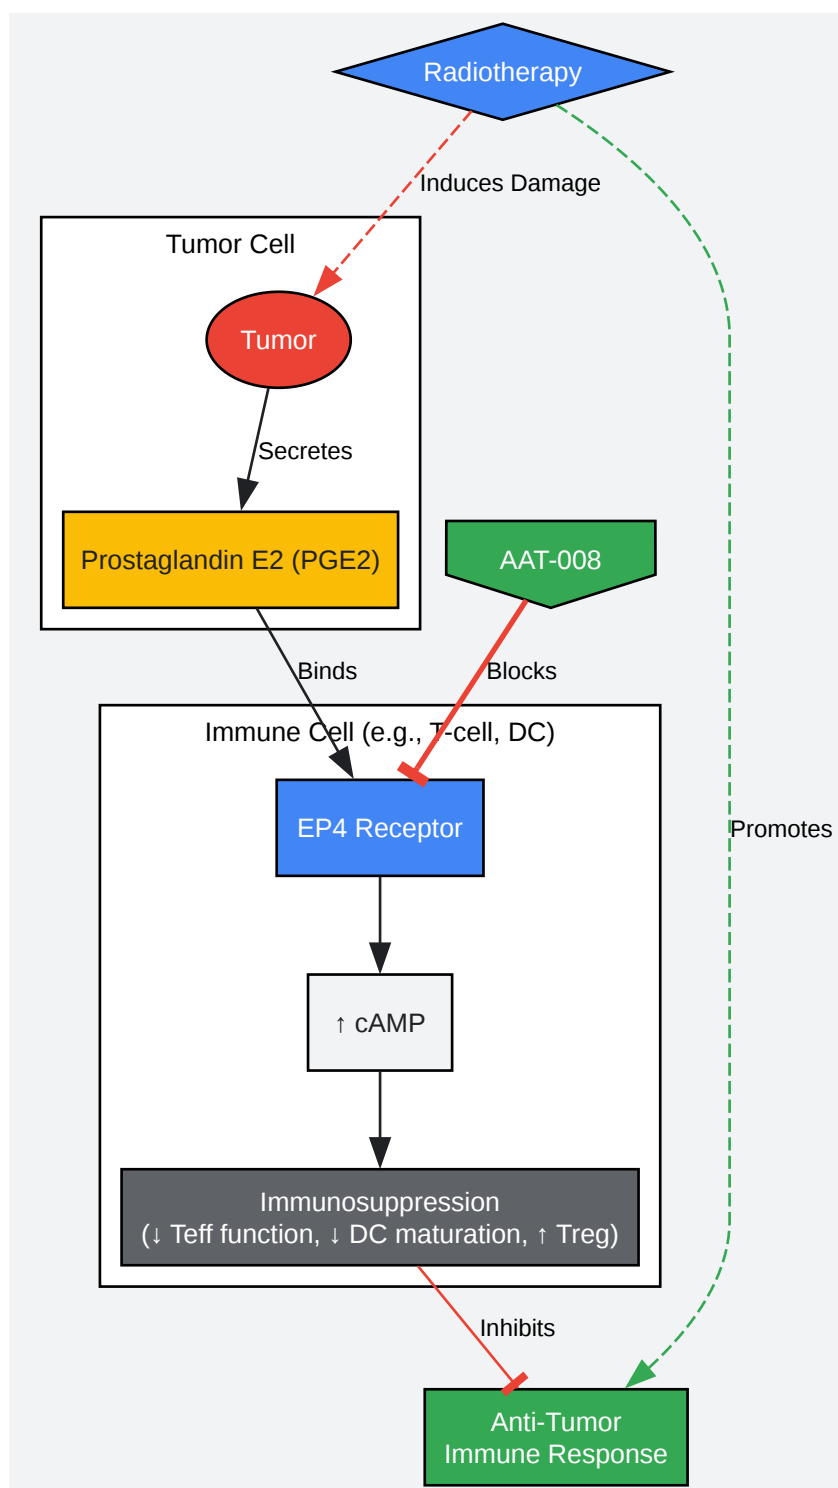 Radiotherapy
Induces Damage
Tumor Cell
Tumor
Secretes
Prostaglandin E2 (PGE2)
AAT-008
Binds
Blocks
Immune Cell (e.g., T-cell, DC)
EP4 Receptor
Promotes
↑ cAMP
Immunosuppression
(↓ Teff function, ↓ DC maturation, ↑ Treg)
Inhibits
Anti-Tumor
Immune Response